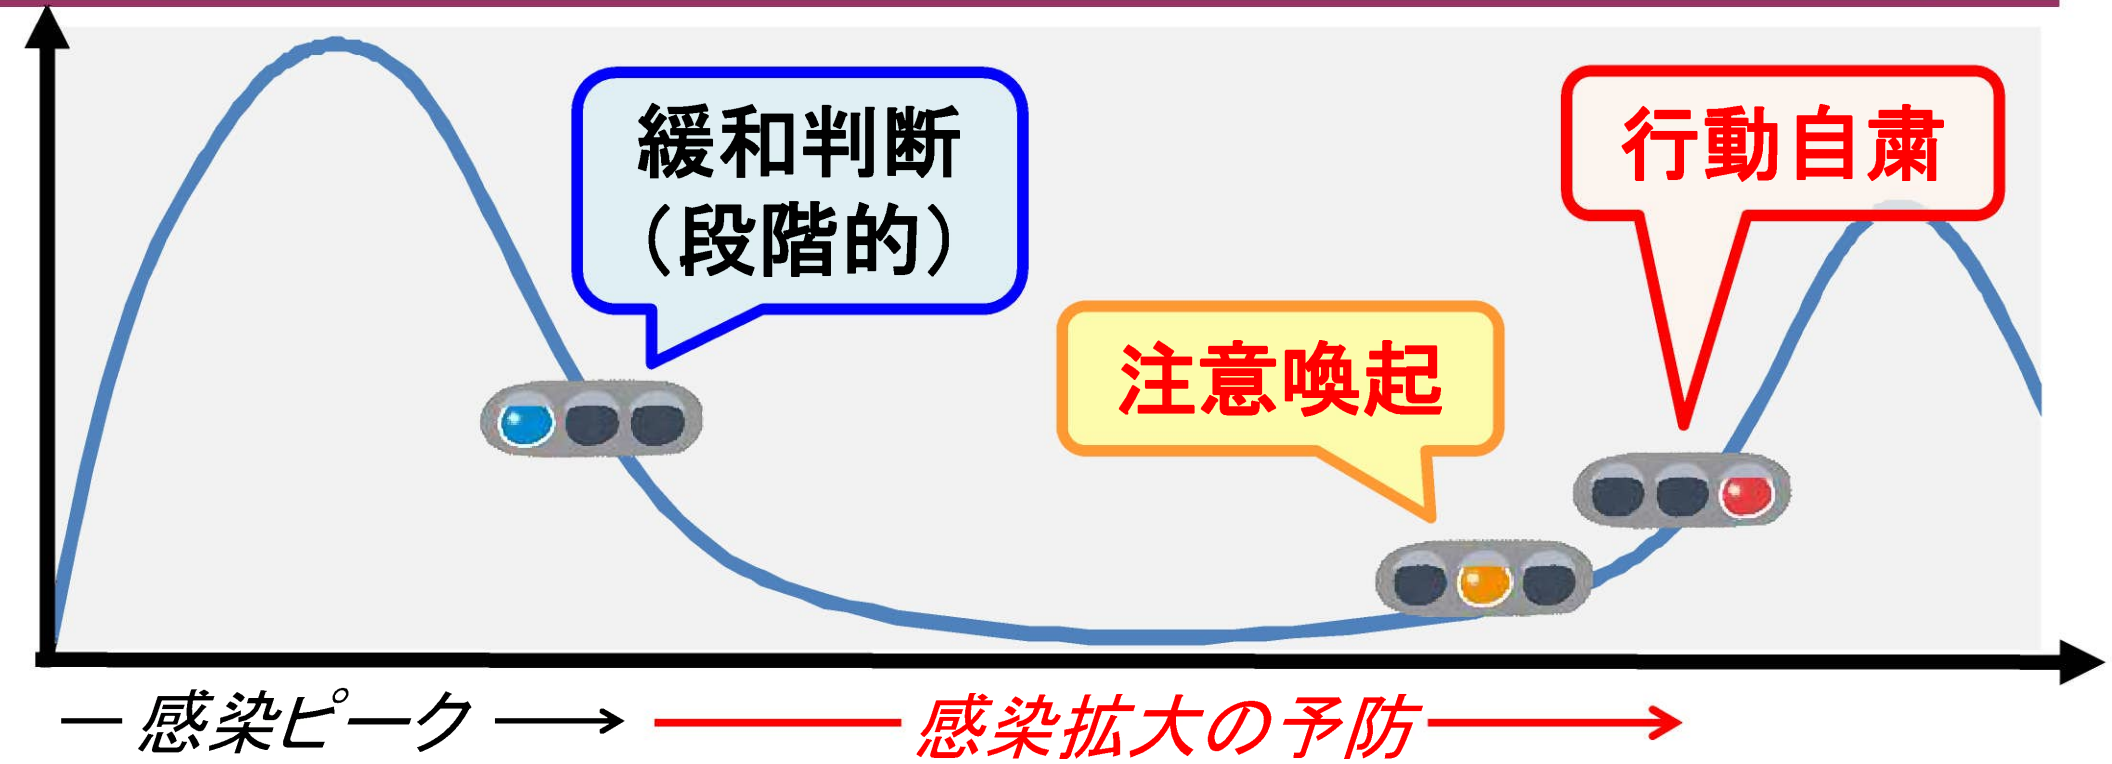 緩和判断
（段階的）
行動自粛
注意喚起
感染ピーク
感染拡大の予防